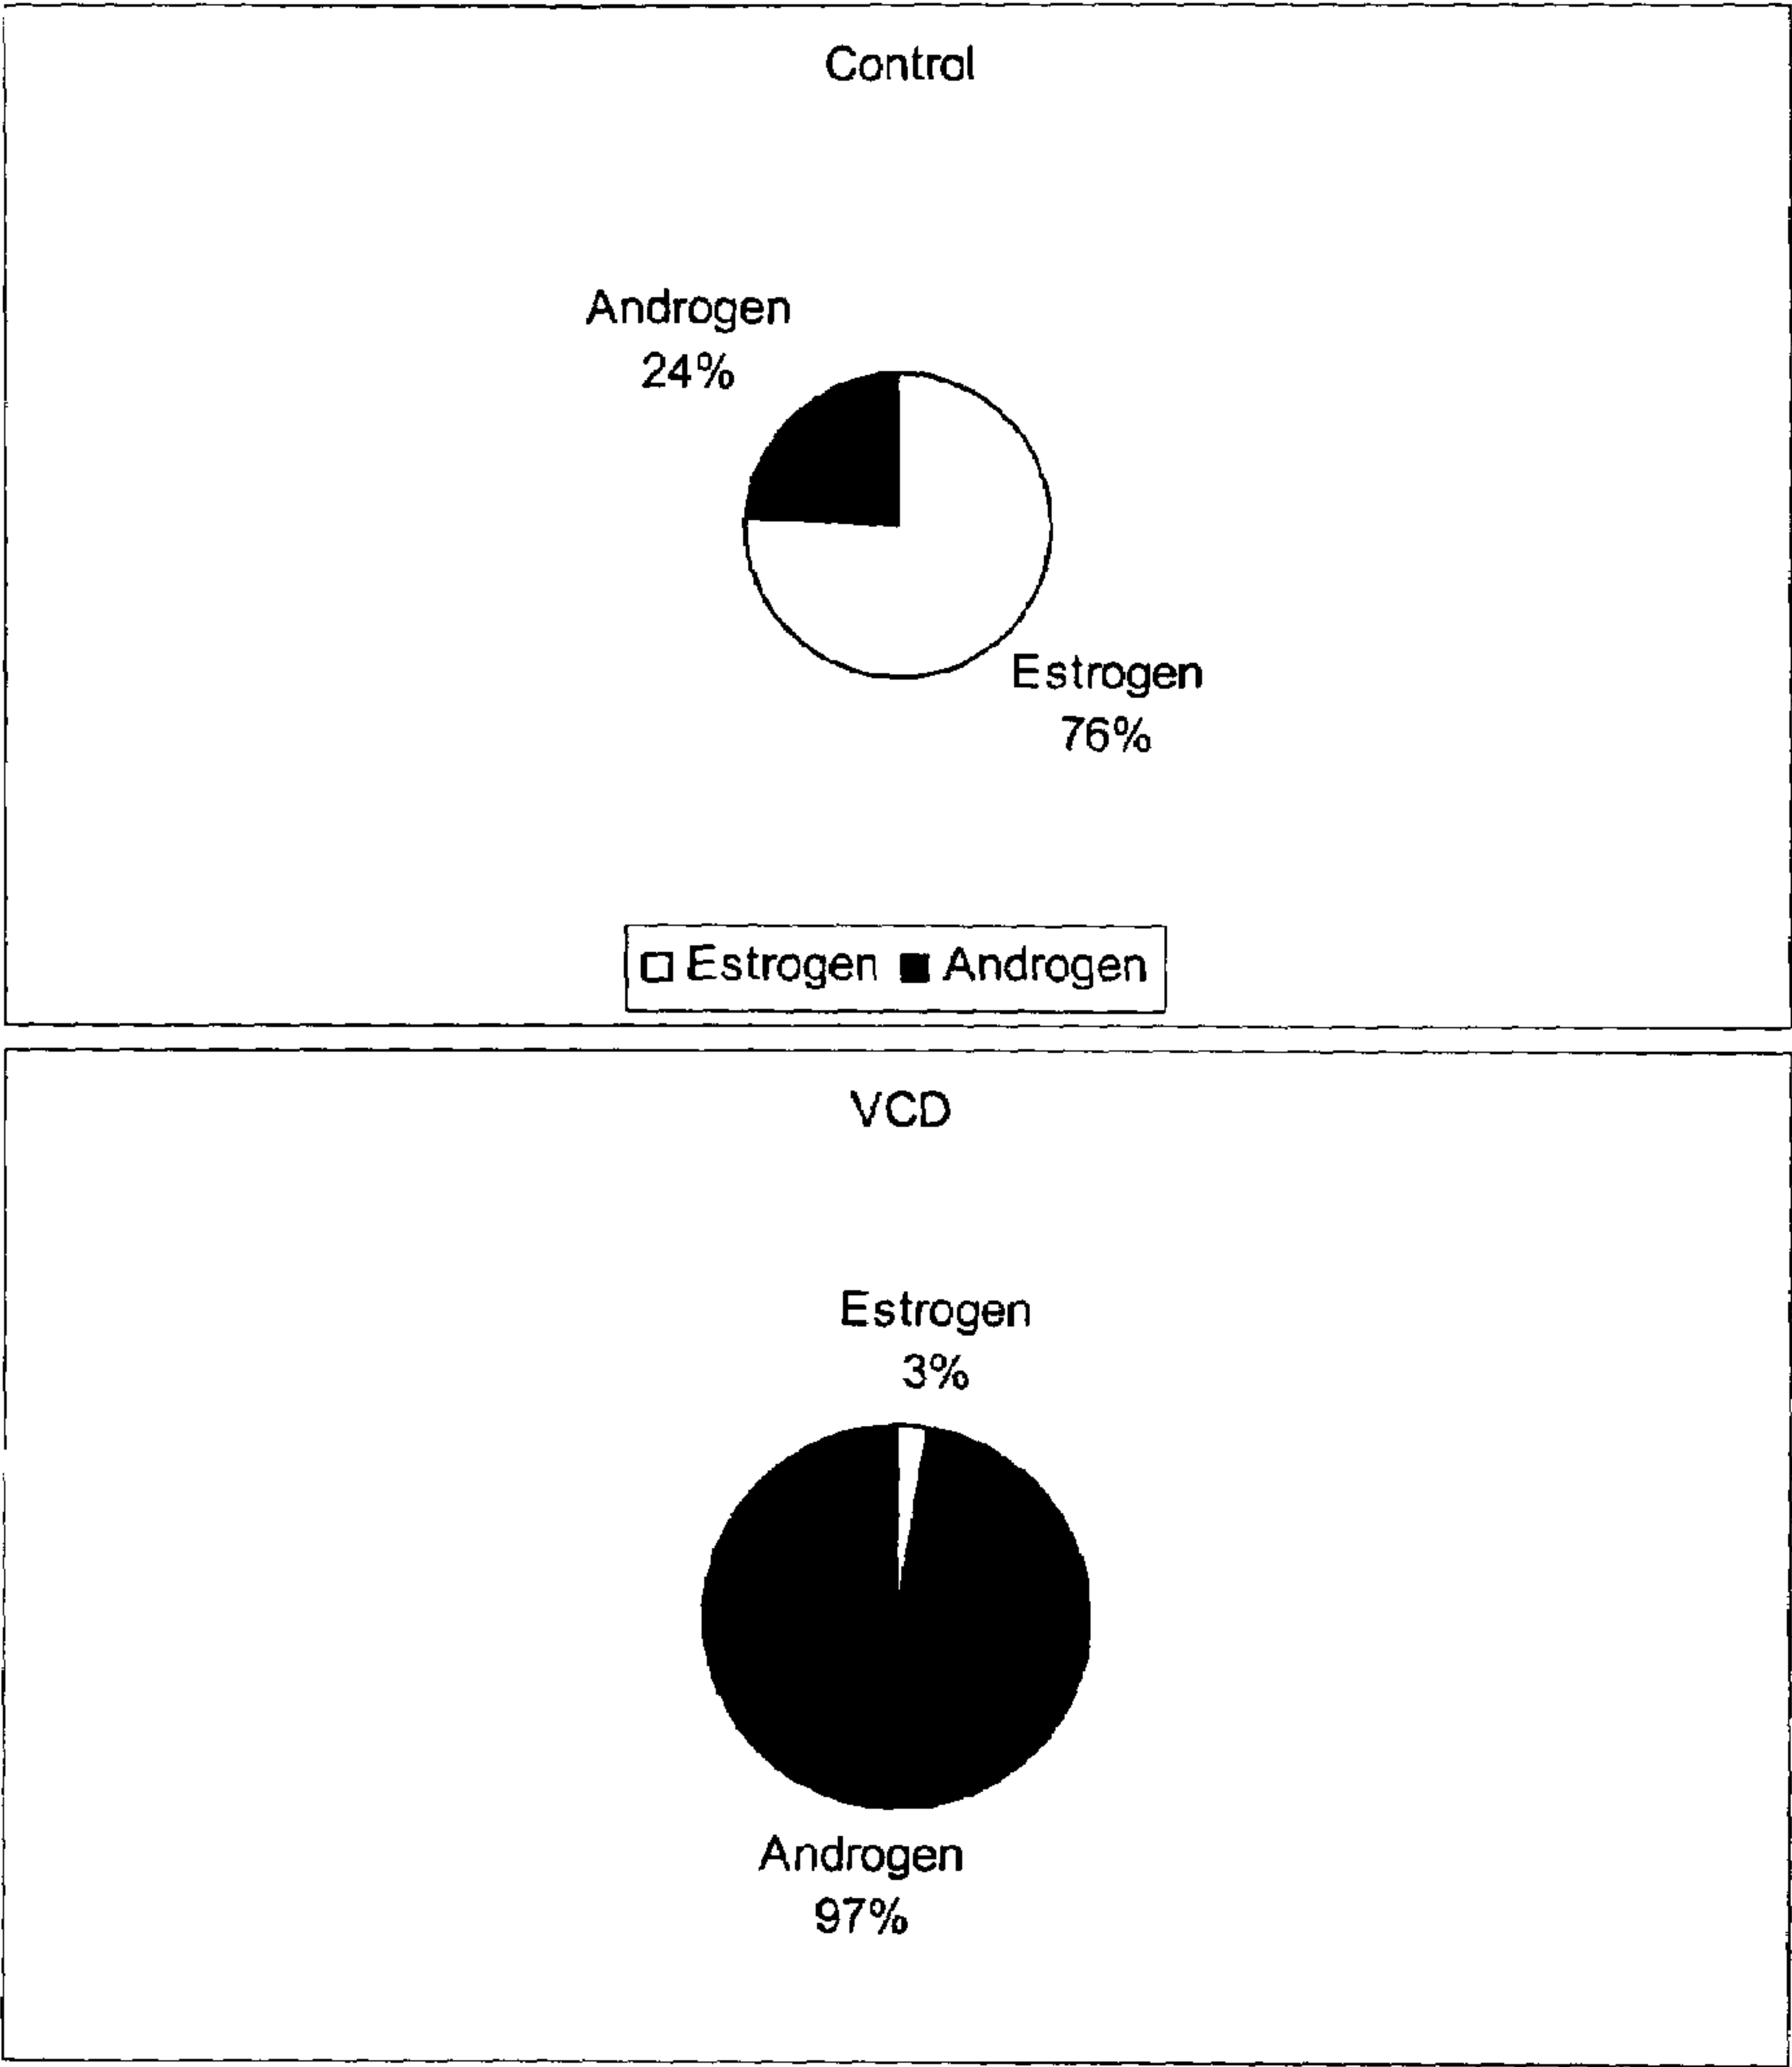 Control
Androgen
24%
Estrogen
76%
Estrogen Androgen
VCD
Estrogen
3%
Androgen
97%